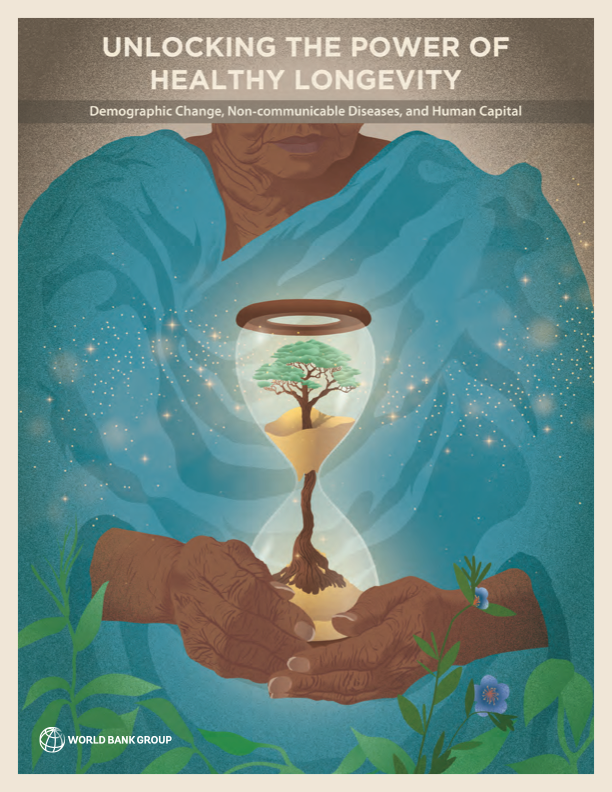 UNLOCKING THE POWER OF
HEALTHY LONGEVITY
Demographic Change, Non-communicable Diseases, and Human Capital
WORLD BANK GROUP